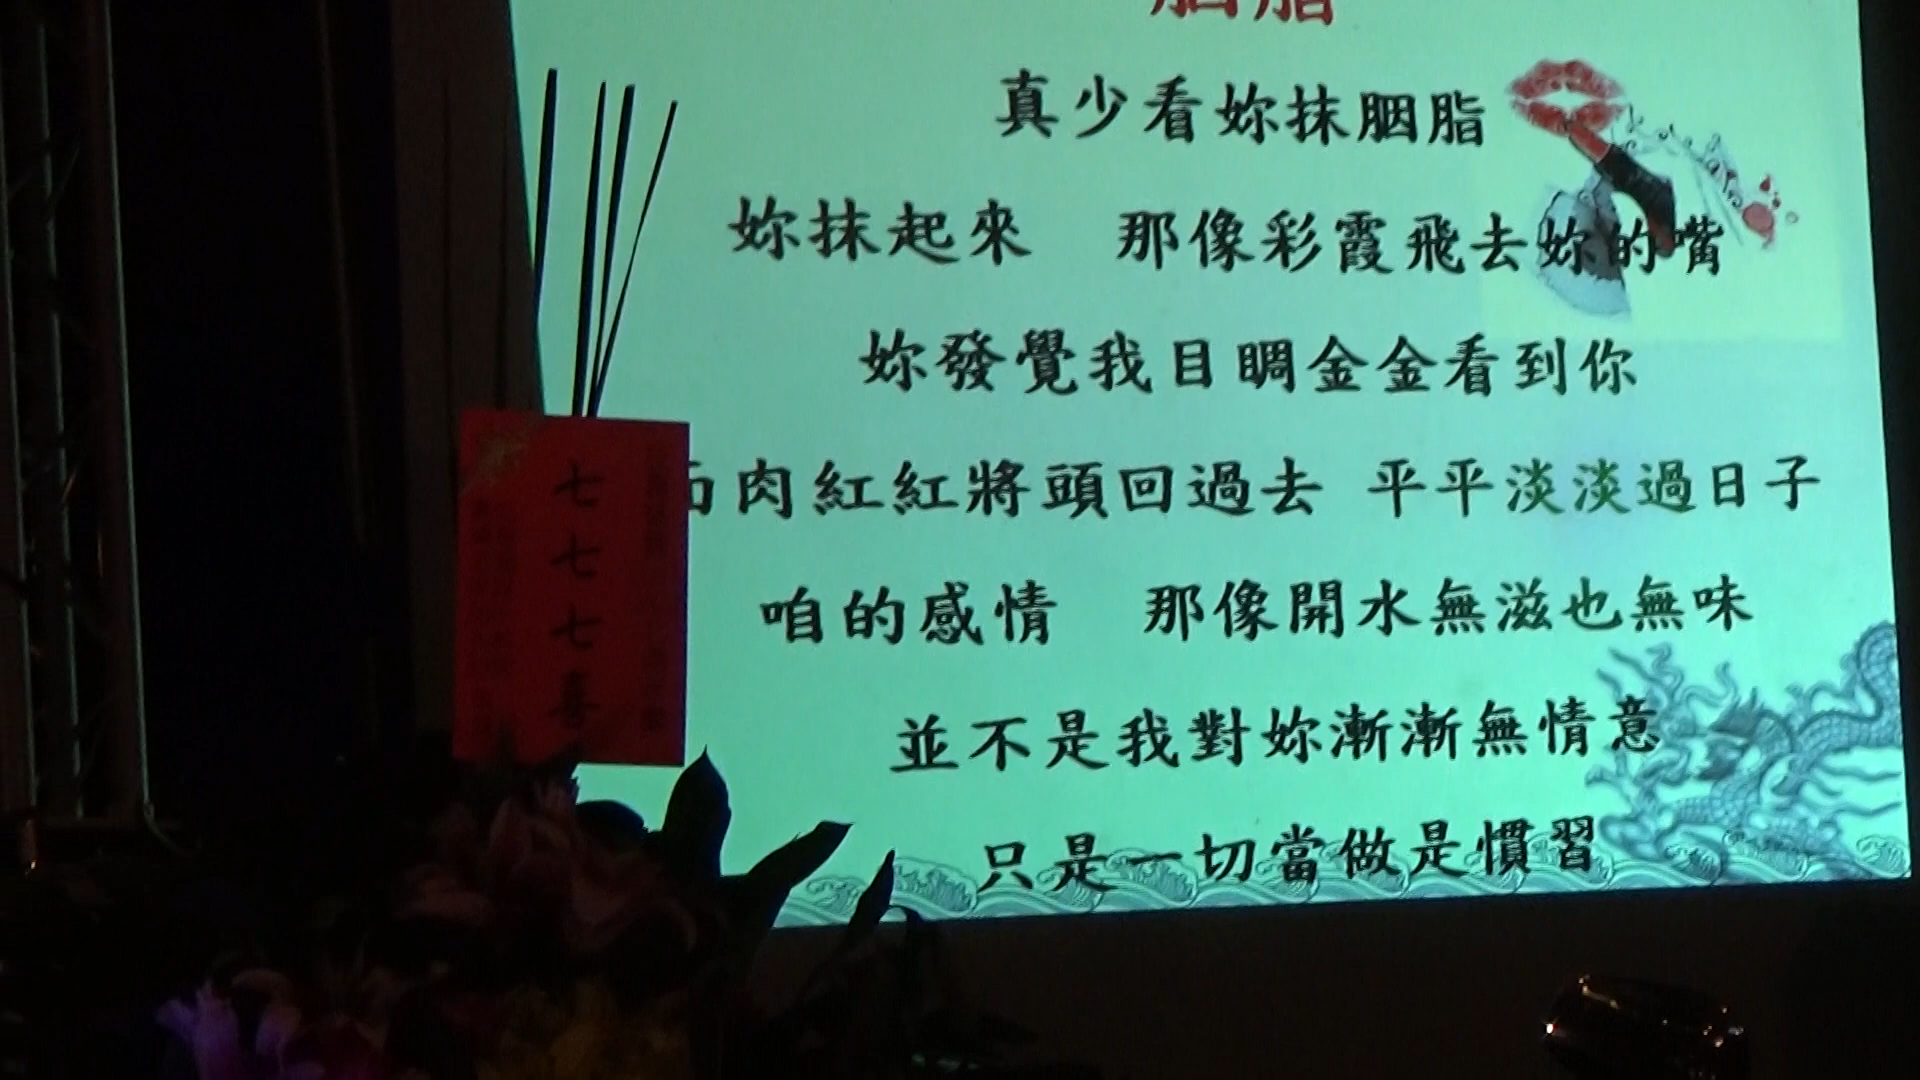 胭脂
真少看妳抹胭脂
妳抹起來 那像彩霞飛去妳的嘴
妳發覺我目睭金金看到你
面肉紅紅將頭回過去 平平淡淡過日子
咱的感情 那像開水無滋也無味
並不是我對妳漸漸無情意
只是一切當做是慣習
七七七喜